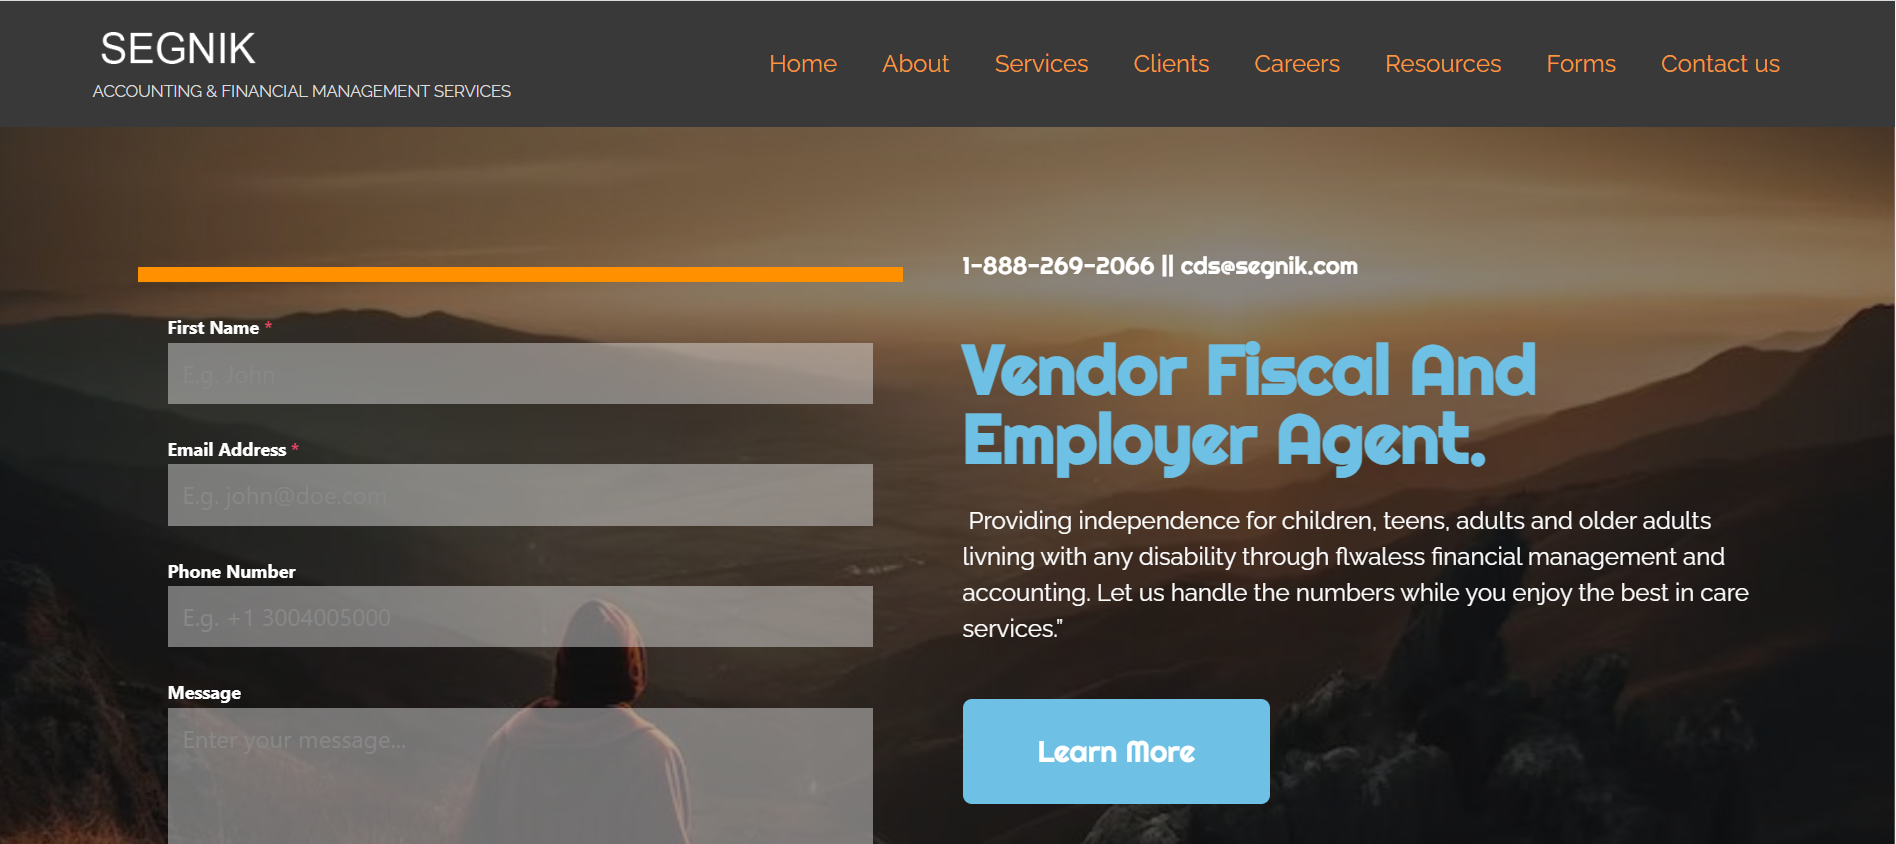 SEGNIK
ACCOUNTING & FINANCIAL MANAGEMENT SERVICES
Home About Services Clients Careers Resources Forms Contact us
First Name *
E.g. John
Email Address *
E.g. john@doe.com
Phone Number
E.g. +1 3004005000
Message
Enter your message...
1-888-269-2066 || cds@segnik.com
Vendor Fiscal And
Employer Agent.
Providing independence for children, teens, adults and older adults
livning with any disability through flwaless financial management and
accounting. Let us handle the numbers while you enjoy the best in care
services."
Learn More